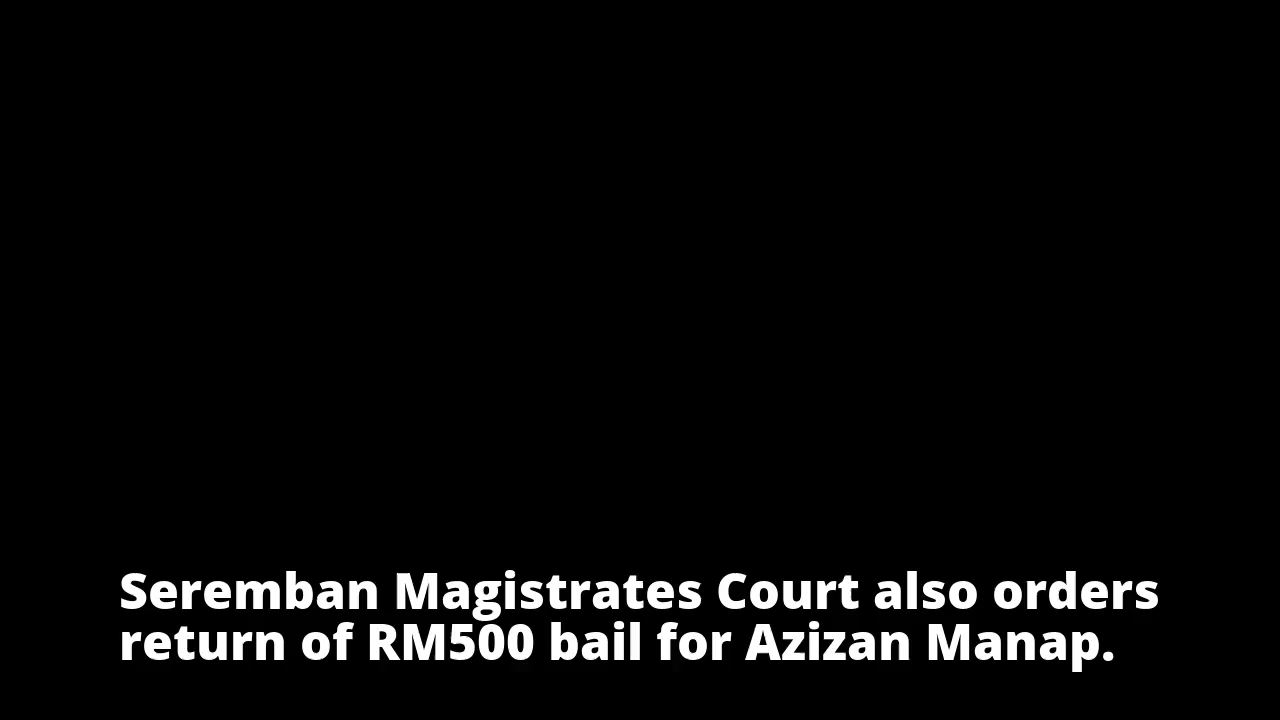 Seremban Magistrates Court also orders
return of RM500 bail for Azizan Manap.